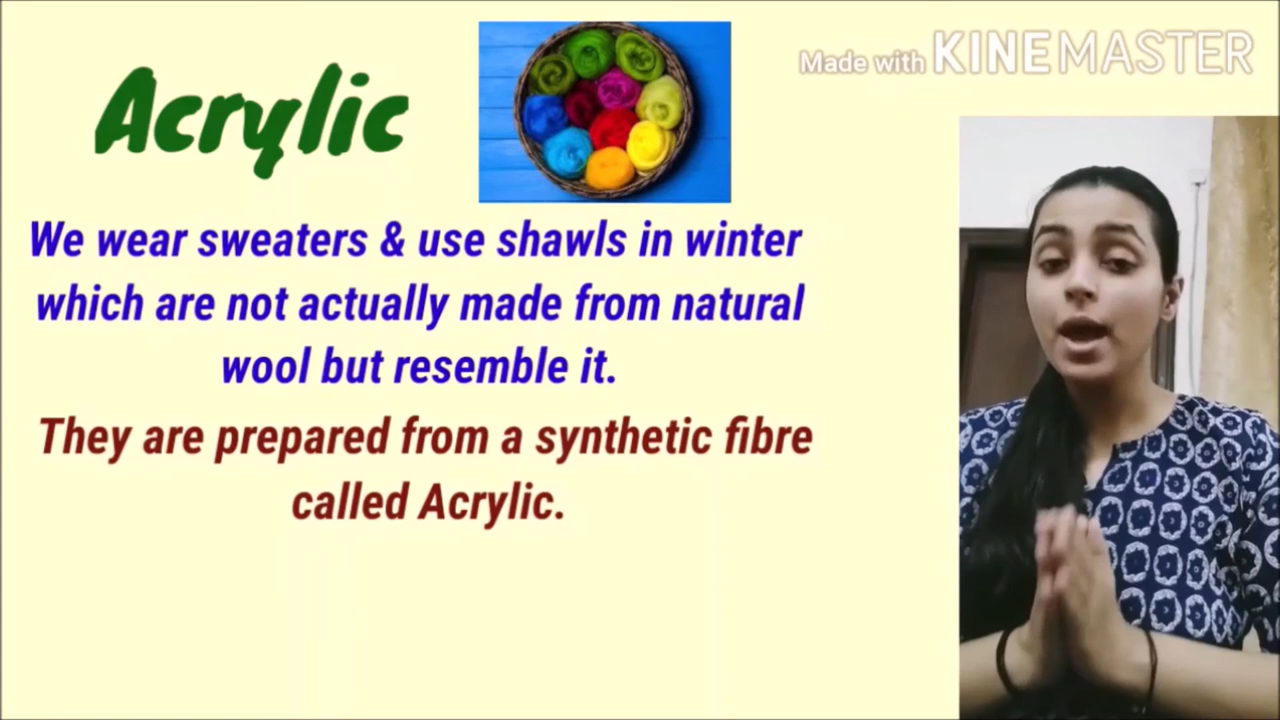 Acrylic
Made with KINEMASTER
We wear sweaters & use shawls in winter
which are not actually made from natural
wool but resemble it.
They are prepared from a synthetic fibre
called Acrylic.